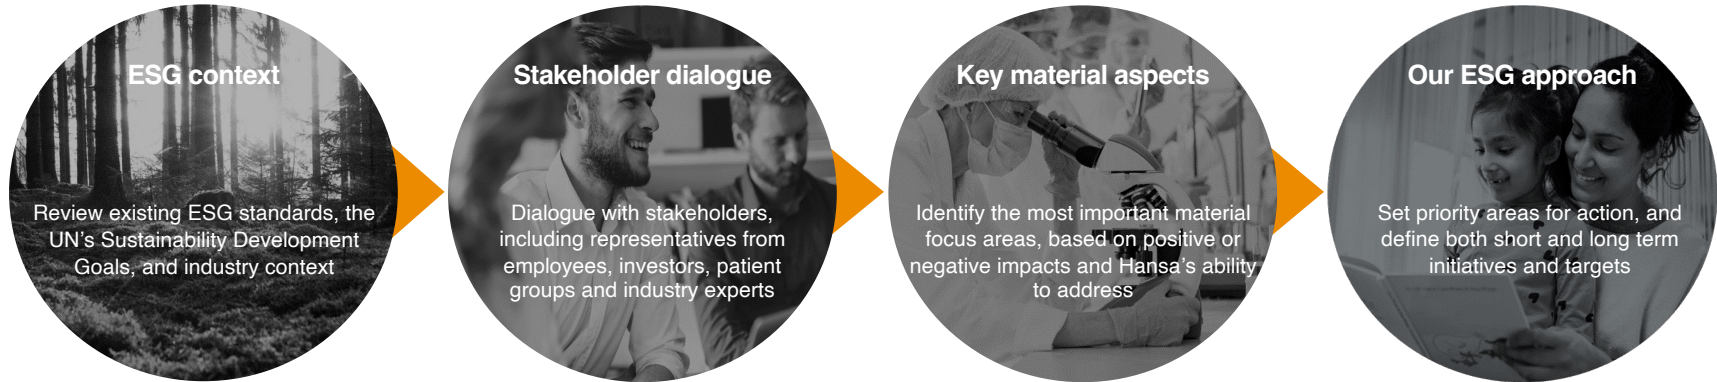 ESG context
Review existing ESG standards, the
UN's Sustainability Development
Goals, and industry context
Stakeholder dialogue
Dialogue with stakeholders,
including representatives from
employees, investors, patient
groups and industry experts
Key material aspects
Identify the most important material
focus areas, based on positive or
negative impacts and Hansa's ability
to address
Our ESG approach
Set priority areas for action, and
define both short and long term
initiatives and targets